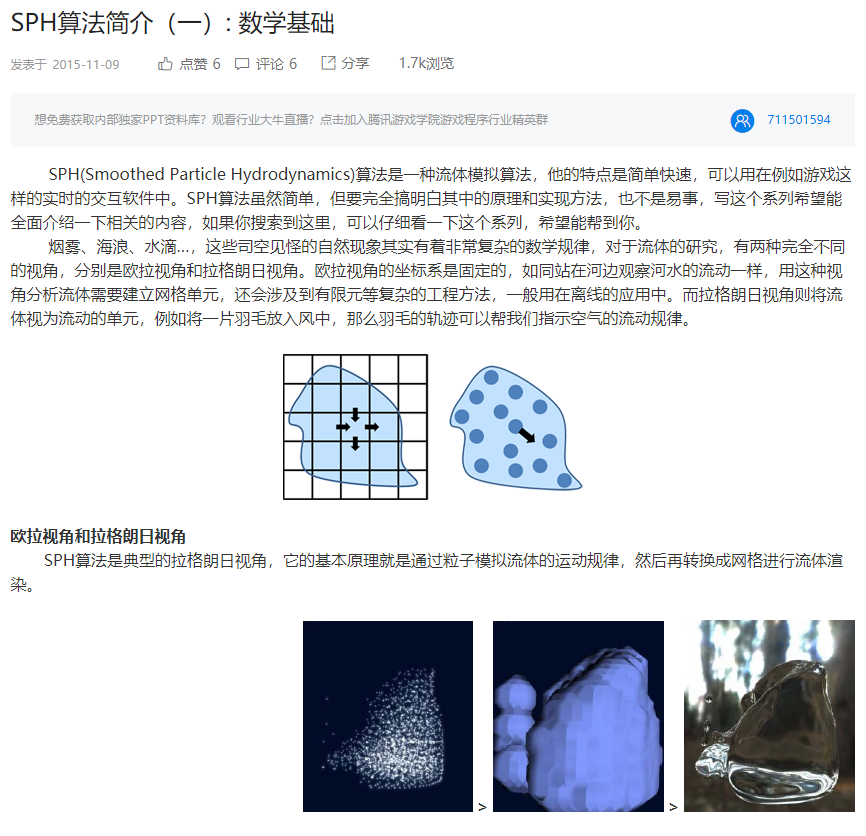 SPH算法简介（一）: 数学基础
发表于 2015-11-09 点赞 6 评论 6 分享 1.7k浏览
想免费获取内部独家PPT资料库？观看行业大牛直播？点击加入腾讯游戏学院游戏程序行业精英群 711501594
SPH(Smoothed Particle Hydrodynamics)算法是一种流体模拟算法，他的特点是简单快速，可以用在例如游戏这
样的实时的交互软件中。SPH算法虽然简单，但要完全搞明白其中的原理和实现方法，也不是易事，写这个系列希望能
全面介绍一下相关的内容，如果你搜索到这里，可以仔细看一下这个系列，希望能帮到你。
烟雾、海浪、水滴…，这些司空见怪的自然现象其实有着非常复杂的数学规律，对于流体的研究，有两种完全不同
的视角，分别是欧拉视角和拉格朗日视角。欧拉视角的坐标系是固定的，如同站在河边观察河水的流动一样，用这种视
角分析流体需要建立网格单元，还会涉及到有限元等复杂的工程方法，一般用在离线的应用中。而拉格朗日视角则将流
体视为流动的单元，例如将一片羽毛放入风中，那么羽毛的轨迹可以帮我们指示空气的流动规律。
欧拉视角和拉格朗日视角
SPH算法是典型的拉格朗日视角，它的基本原理就是通过粒子模拟流体的运动规律，然后再转换成网格进行流体渲
染。
> >